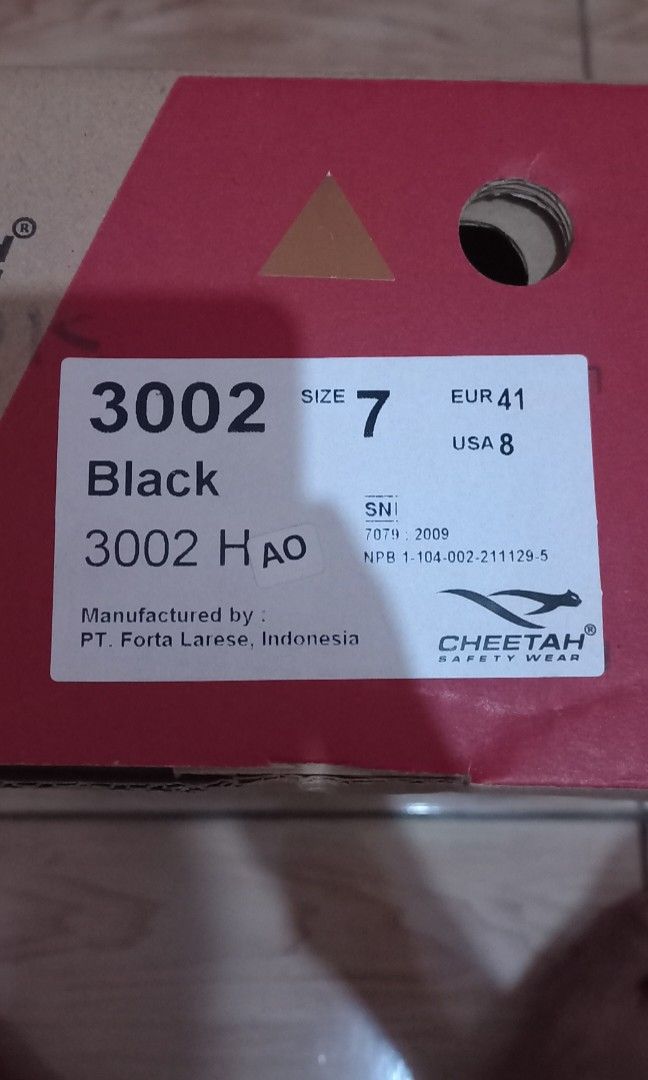 ®
3002 SIZE 7 EUR 41
USA 8
Black
SNI
3002 H AO
7079 : 2009
NPB 1-104-002-211129-5
Manufactured by :
PT. Forta Larese, Indonesia
CHEETAH®
SAFETY WEAR